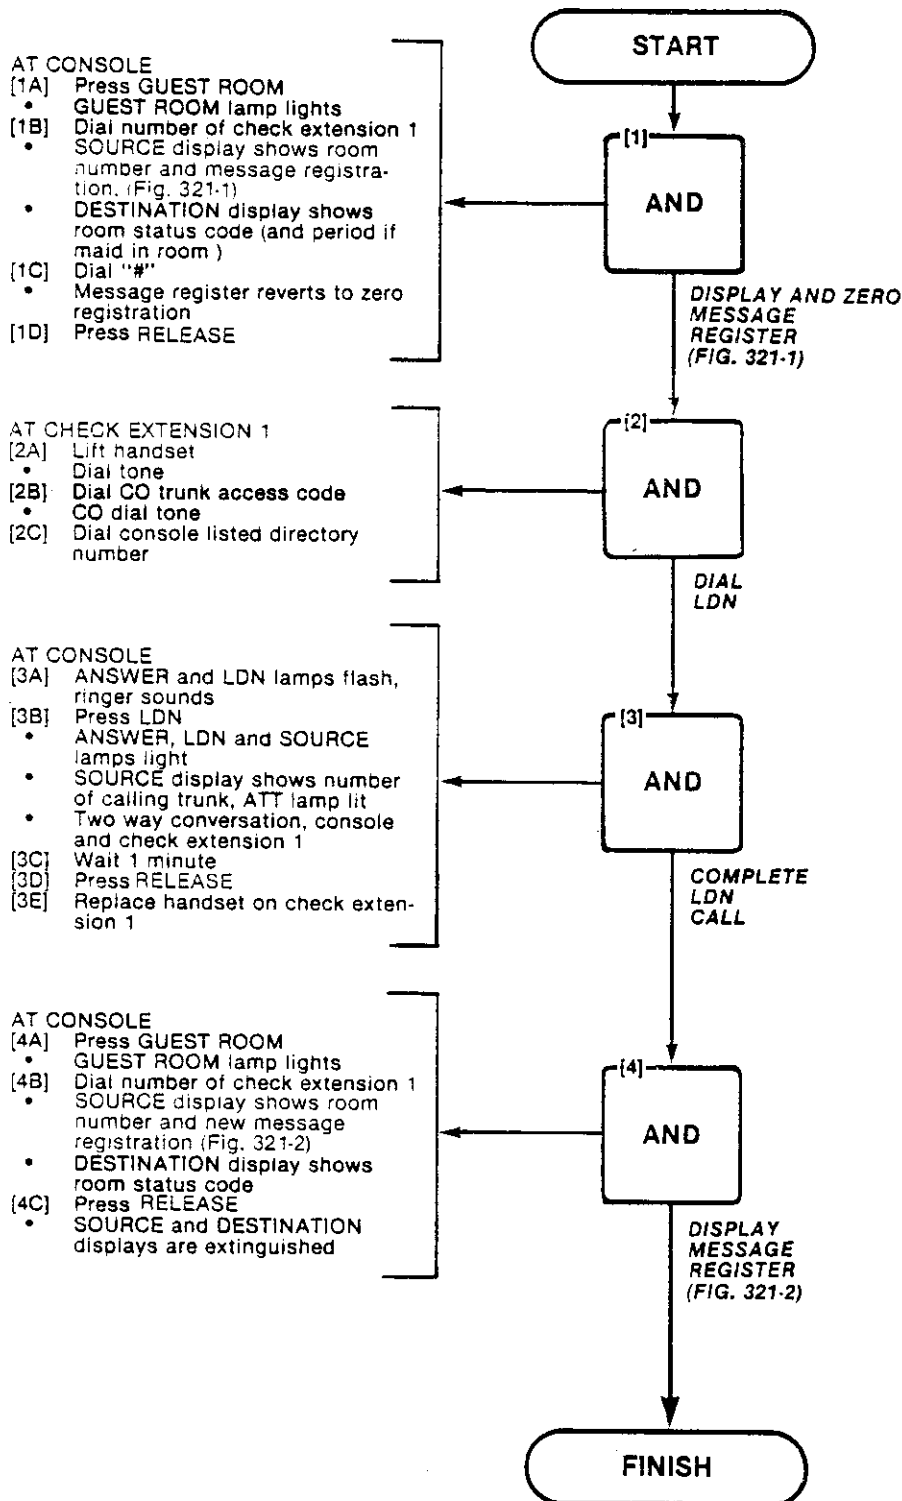 START
AT CONSOLE
[1A] Press GUEST ROOM
• GUEST ROOM lamp lights
[1B] Dial number of check extension 1
• SOURCE display shows room
number and message registra-
tion. (Fig. 321-1)
• DESTINATION display shows
room status code (and period if
maid in room )
[1C] Dial "#"
• Message register reverts to zero
registration
[1D] Press RELEASE
[1]
AND
DISPLAY AND ZERO
MESSAGE
REGISTER
(FIG. 321-1)
AT CHECK EXTENSION 1
[2A] Lift handset
• Dial tone
[2B] Dial CO trunk access code
• CO dial tone
[2C] Dial console listed directory
number
[2]
AND
DIAL
LDN
AT CONSOLE
[3A] ANSWER and LDN lamps flash,
ringer sounds
[3B] Press LDN
• ANSWER, LDN and SOURCE
lamps light
• SOURCE display shows number
of calling trunk, ATT lamp lit
• Two way conversation, console
and check extension 1
[3C] Wait 1 minute
[3D] Press RELEASE
[3E] Replace handset on check exten-
sion 1
[3]
AND
COMPLETE
LDN
CALL
AT CONSOLE
[4A] Press GUEST ROOM
• GUEST ROOM lamp lights
[4B] Dial number of check extension 1
• SOURCE display shows room
number and new message
registration (Fig. 321-2)
• DESTINATION display shows
room status code
[4C] Press RELEASE
• SOURCE and DESTINATION
displays are extinguished
[4]
AND
DISPLAY
MESSAGE
REGISTER
(FIG. 321-2)
FINISH